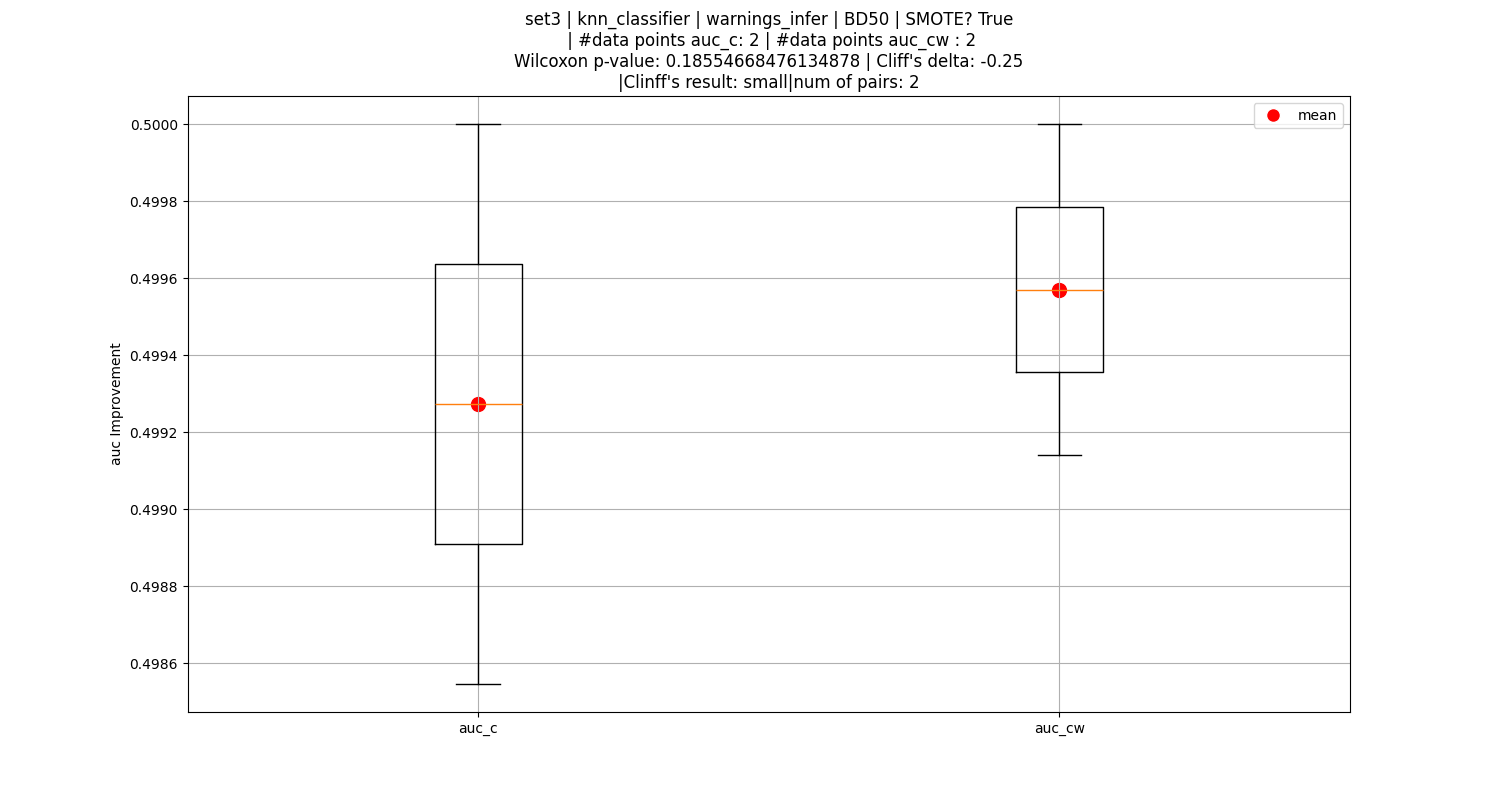 set3 | knn_classifier | warnings_infer | BD50 | SMOTE? True
| #data points auc_c: 2 | #data points auc_cw : 2
Wilcoxon p-value: 0.18554668476134878 | Cliff's delta: -0.25
|Clinff's result: small|num of pairs: 2
mean
auc Improvement
0.5000
0.4998
0.4996
0.4994
0.4992
0.4990
0.4988
0.4986
auc_c
auc_cw